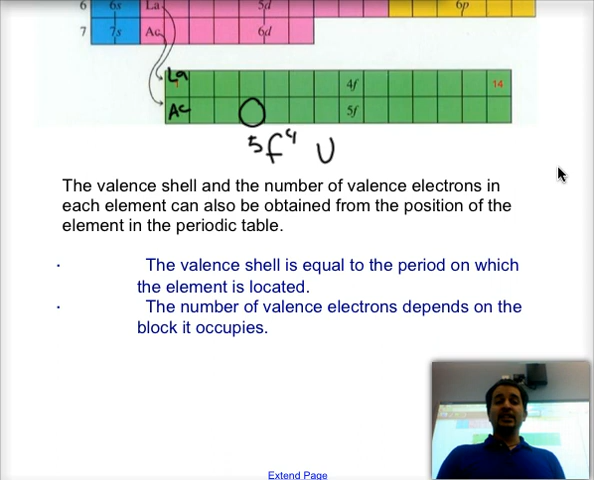 6 6s La 5d 6p
7 7s Ac 6d
La 1 4f 14
Ac 5f
5f⁴ U
The valence shell and the number of valence electrons in
each element can also be obtained from the position of the
element in the periodic table.
· The valence shell is equal to the period on which
the element is located.
· The number of valence electrons depends on the
block it occupies.
Extend Page